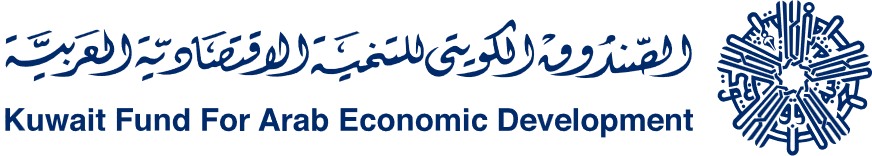 الصندوق الكويتي للتنمية الاقتصادية العربية
Kuwait Fund For Arab Economic Development